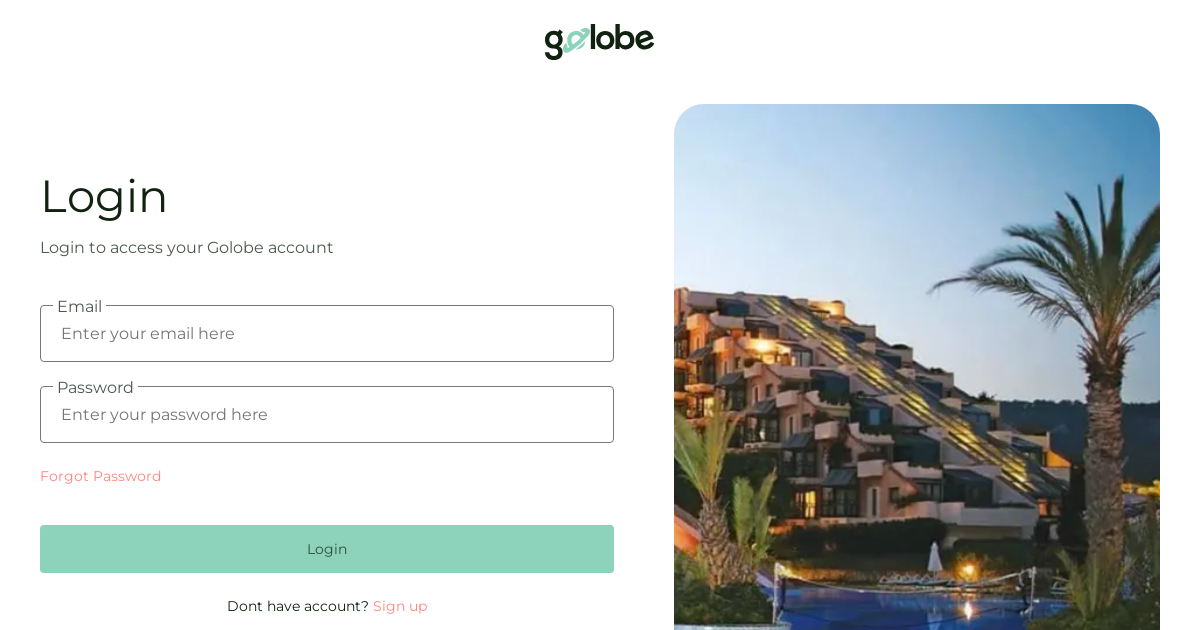 golobe
Login
Login to access your Golobe account
Email
Enter your email here
Password
Enter your password here
Forgot Password
Login
Dont have account? Sign up